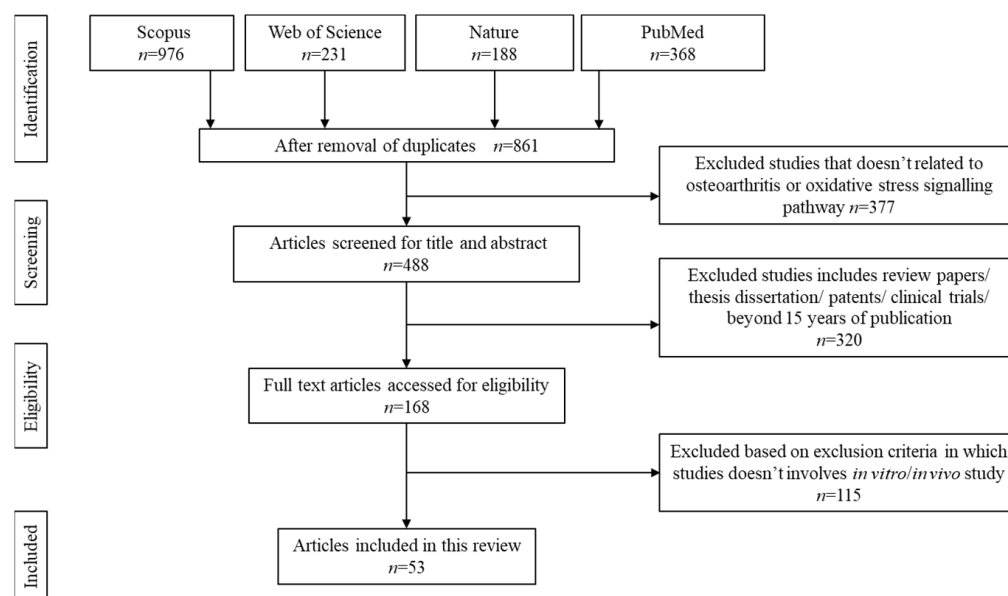 Identification
Scopus
n=976
Web of Science
n=231
Nature
n=188
PubMed
n=368
After removal of duplicates n=861
Excluded studies that doesn't related to
osteoarthritis or oxidative stress signalling
pathway n=377
Screening
Articles screened for title and abstract
n=488
Excluded studies includes review papers/
thesis dissertation/ patents/ clinical trials/
beyond 15 years of publication
n=320
Eligibility
Full text articles accessed for eligibility
n=168
Excluded based on exclusion criteria in which
studies doesn't involves in vitro/in vivo study
n=115
Included
Articles included in this review
n=53